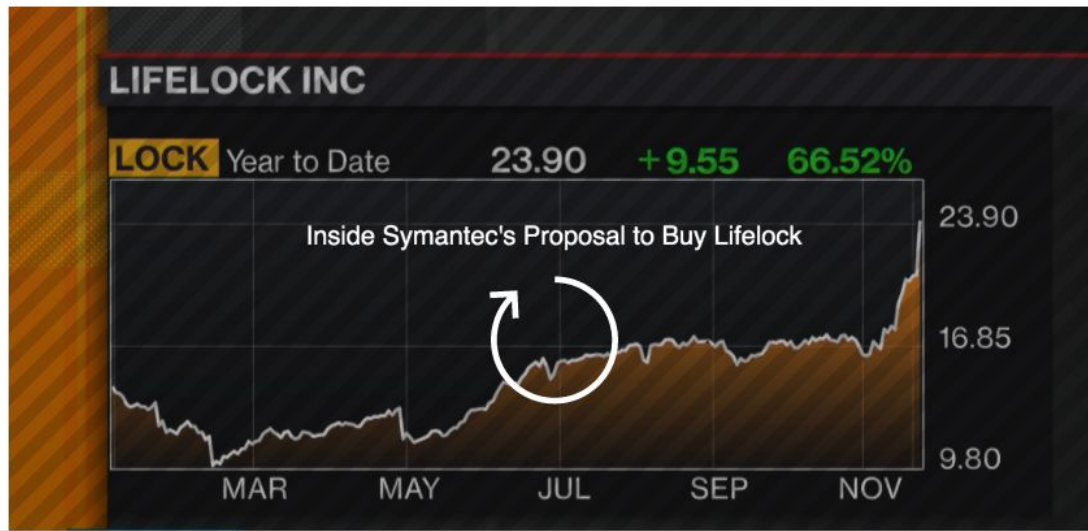 LIFELOCK INC
LOCK Year to Date 23.90 +9.55 66.52%
23.90
Inside Symantec's Proposal to Buy Lifelock
16.85
9.80
MAR MAY JUL SEP NOV